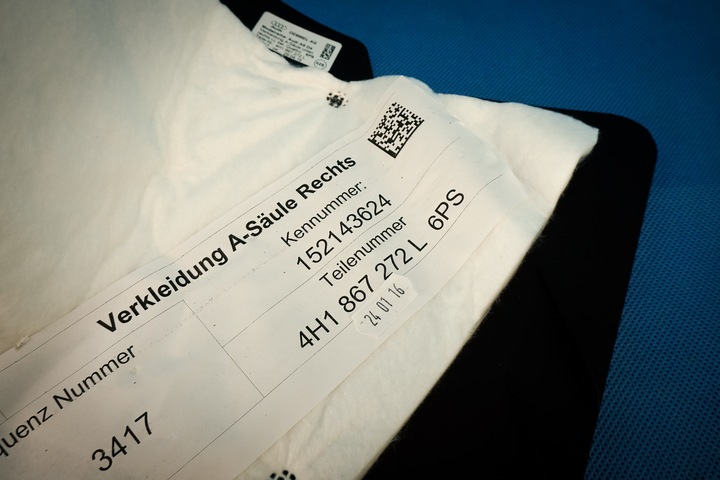 Verkleidung A-Säule Rechts
Kennummer:
152143624
Teilenummer
4H1 867 272 L 6PS
24 01 16
quenz Nummer
3417